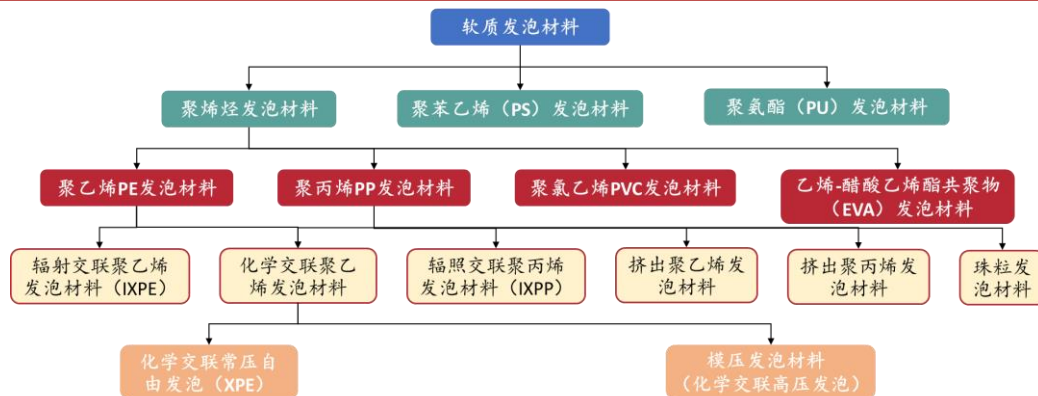 软质发泡材料
聚烯烃发泡材料
聚苯乙烯（PS）发泡材料
聚氨酯（PU）发泡材料
聚乙烯PE发泡材料
聚丙烯PP发泡材料
聚氯乙烯PVC发泡材料
乙烯-醋酸乙烯酯共聚物
（EVA）发泡材料
辐射交联聚乙烯
发泡材料（IXPE）
化学交联聚乙
烯发泡材料
辐照交联聚丙烯
发泡材料（IXPP）
挤出聚乙烯发
泡材料
挤出聚丙烯发
泡材料
珠粒发
泡材料
化学交联常压自
由发泡（XPE）
模压发泡材料
（化学交联高压发泡）